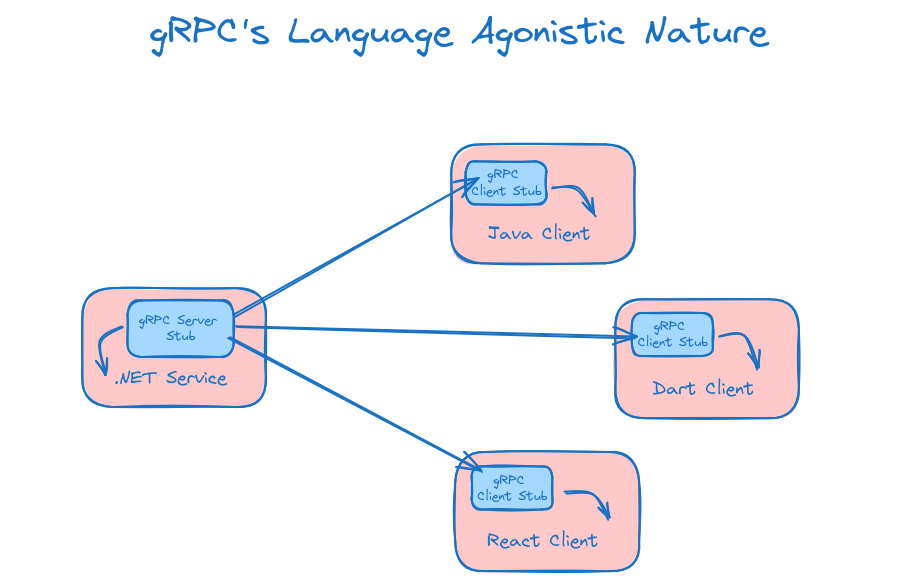 gRPC's Language Agonistic Nature
gRPC
Client Stub
Java Client
gRPC Server
Stub
.NET Service
gRPC
Client Stub
Dart Client
gRPC
Client Stub
React Client